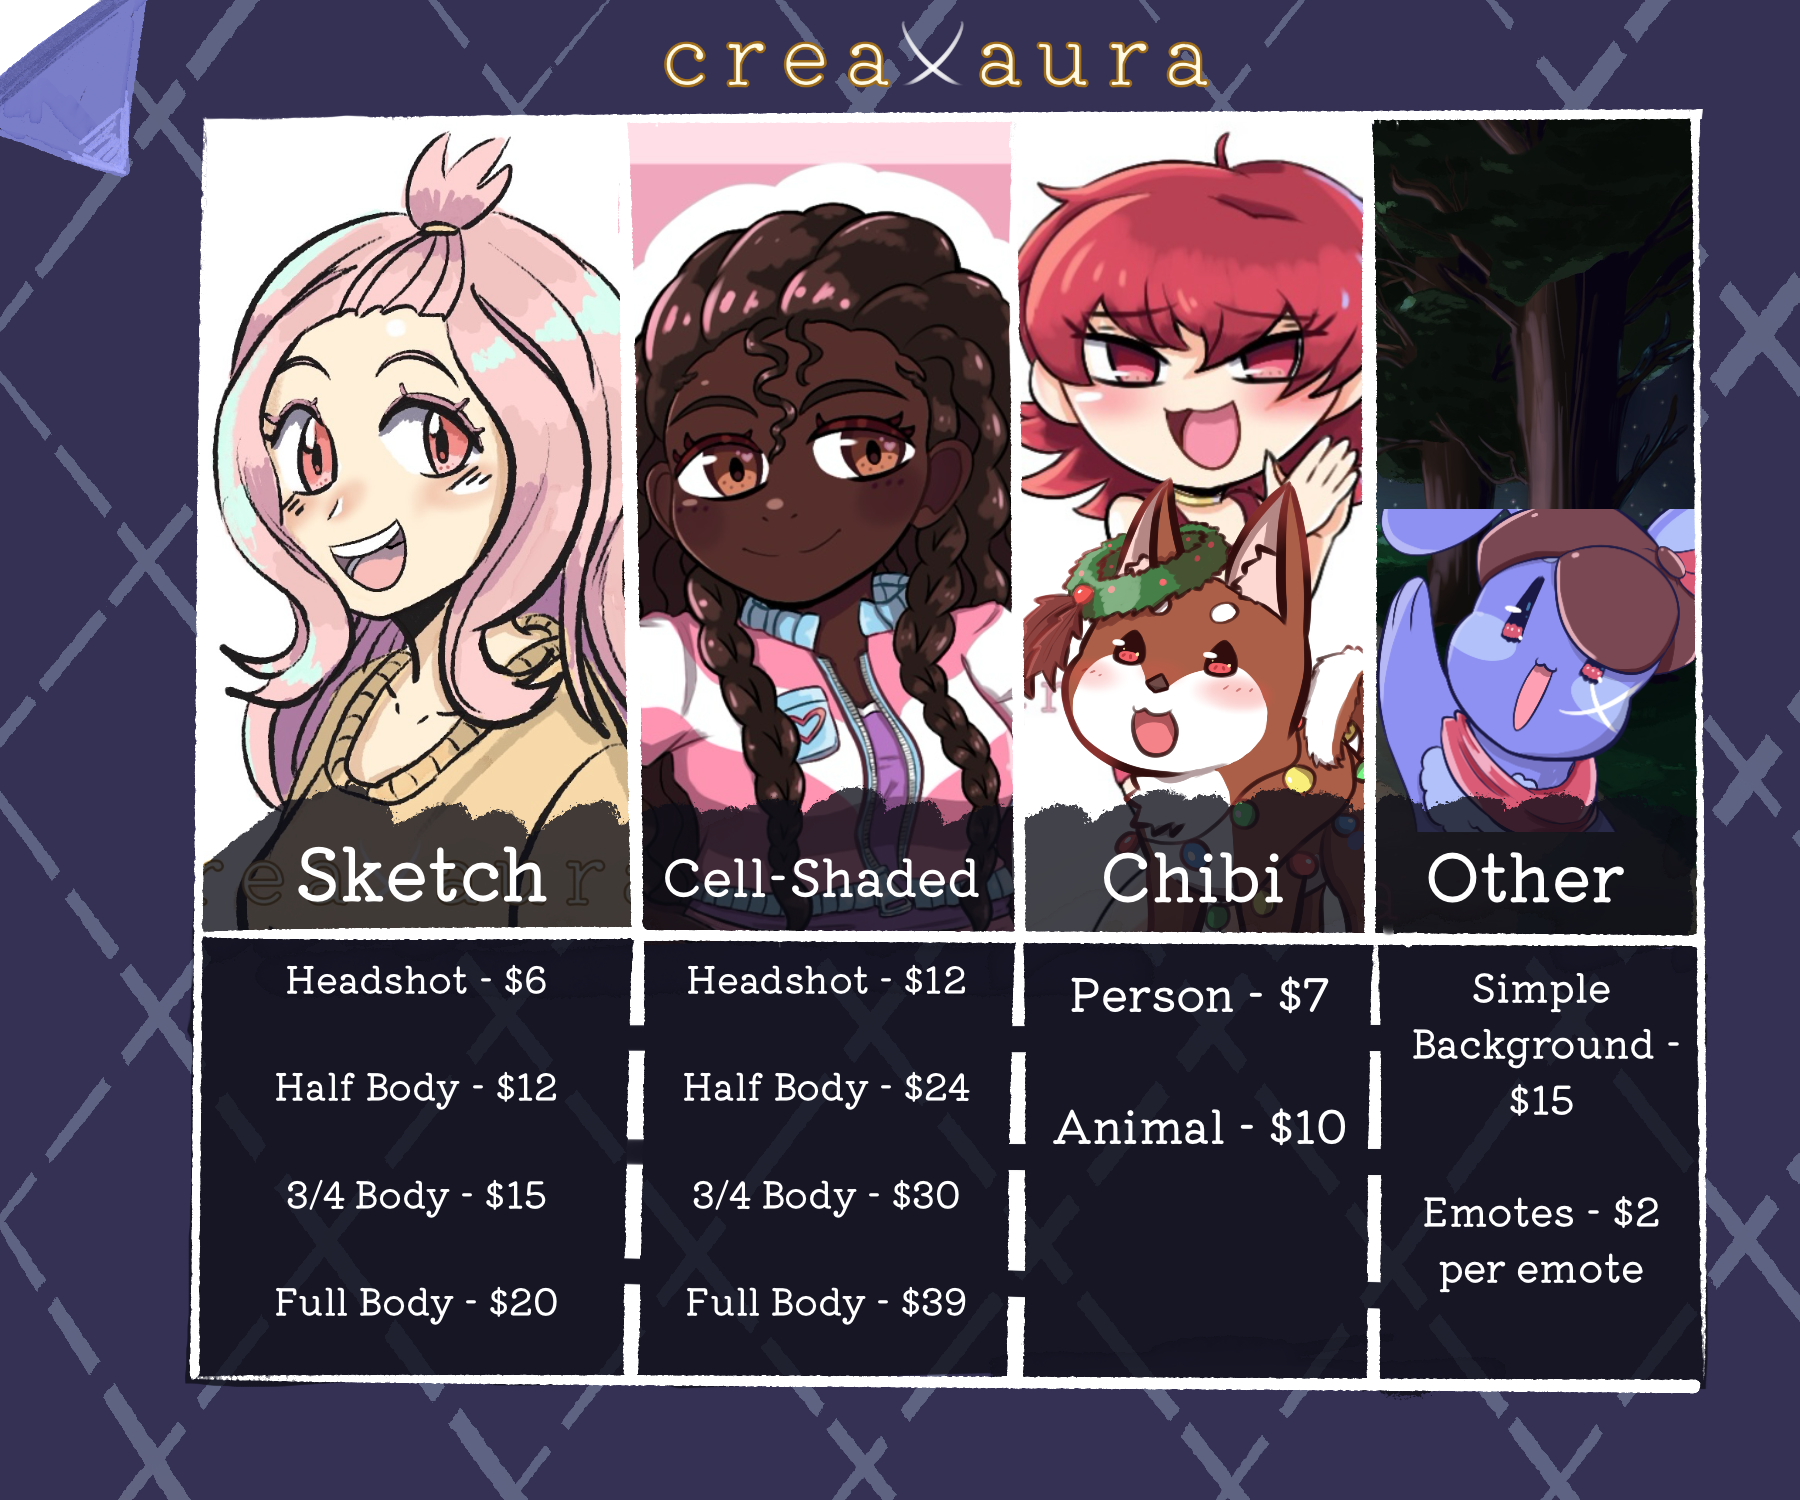 creaxaura
Sketch
Cell-Shaded
Chibi
Other
Headshot - $6
Half Body - $12
3/4 Body - $15
Full Body - $20
Headshot - $12
Half Body - $24
3/4 Body - $30
Full Body - $39
Person - $7
Animal - $10
Simple
Background -
$15
Emotes - $2
per emote